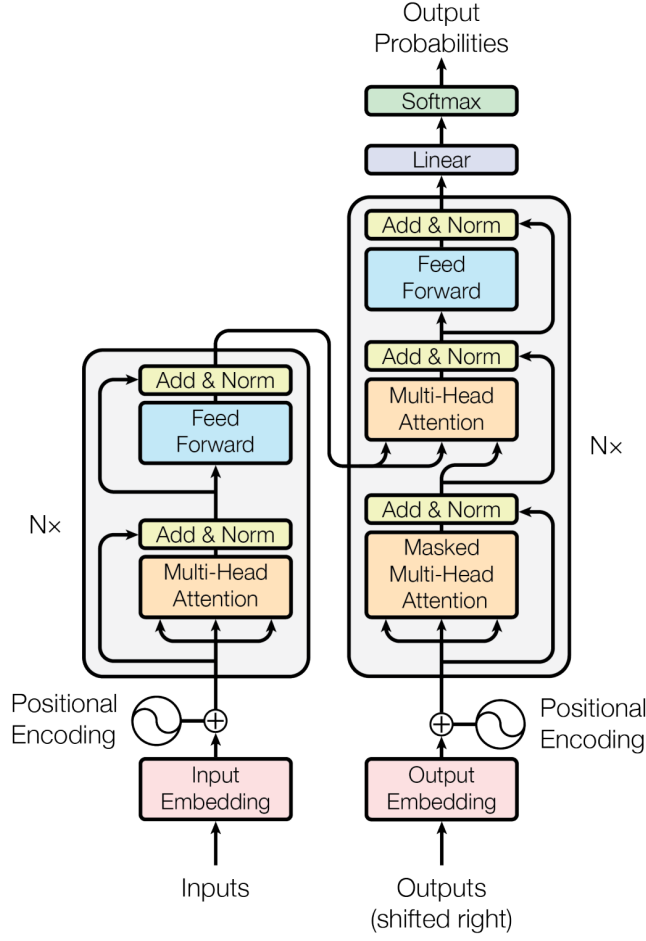 Output
Probabilities
Softmax
Linear
Add & Norm
Feed
Forward
Add & Norm
Multi-Head
Attention
Add & Norm
Masked
Multi-Head
Attention
N×
Add & Norm
Feed
Forward
Add & Norm
Multi-Head
Attention
N×
Positional
Encoding
Positional
Encoding
Input
Embedding
Output
Embedding
Inputs
Outputs
(shifted right)